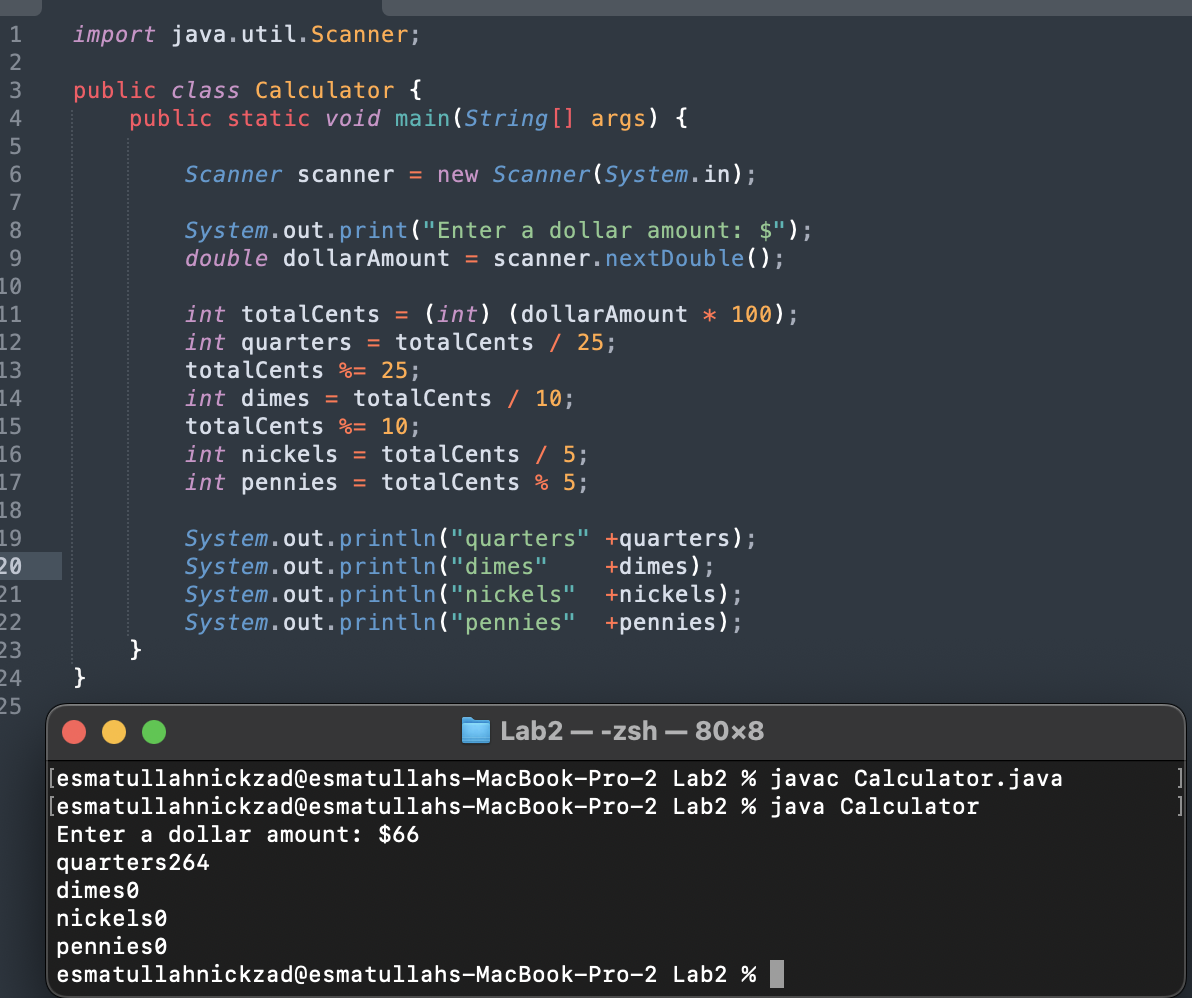 1 import java.util.Scanner;
2
3 public class Calculator {
4 public static void main(String[] args) {
5
6 Scanner scanner = new Scanner(System.in);
7
8 System.out.print("Enter a dollar amount: $");
9 double dollarAmount = scanner.nextDouble();
10
11 int totalCents = (int) (dollarAmount * 100);
12 int quarters = totalCents / 25;
13 totalCents %= 25;
14 int dimes = totalCents / 10;
15 totalCents %= 10;
16 int nickels = totalCents / 5;
17 int pennies = totalCents % 5;
18
19 System.out.println("quarters" +quarters);
20 System.out.println("dimes"    +dimes);
21 System.out.println("nickels"  +nickels);
22 System.out.println("pennies"  +pennies);
23 }
24 }
25
Lab2 — -zsh — 80×8
[esmatullahnickzad@esmatullahs-MacBook-Pro-2 Lab2 % javac Calculator.java ]
[esmatullahnickzad@esmatullahs-MacBook-Pro-2 Lab2 % java Calculator ]
Enter a dollar amount: $66
quarters264
dimes0
nickels0
pennies0
esmatullahnickzad@esmatullahs-MacBook-Pro-2 Lab2 %